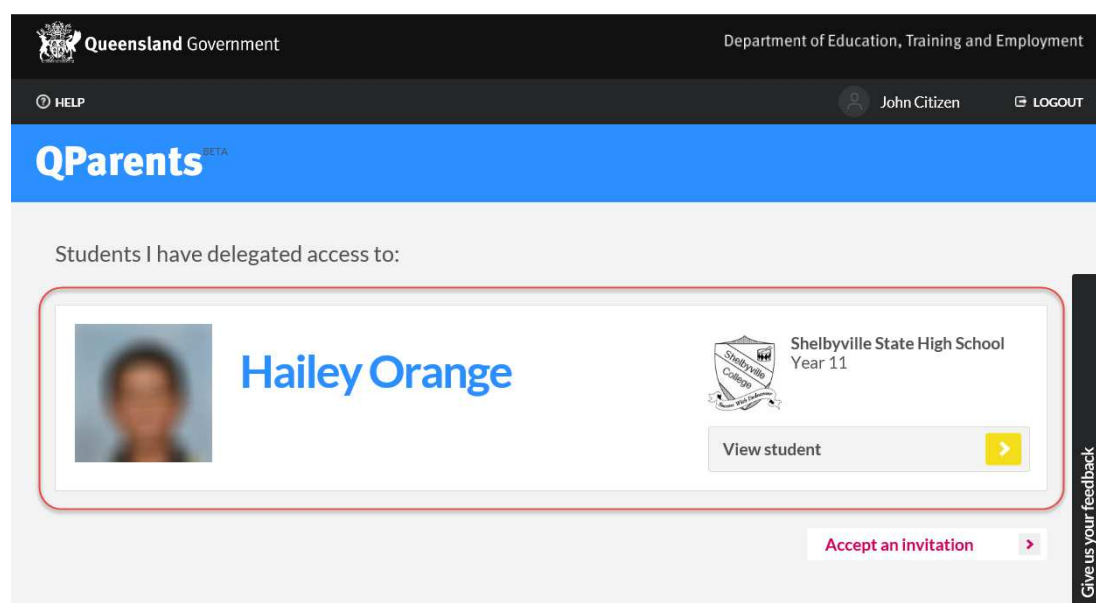 Queensland Government
Department of Education, Training and Employment
HELP
John Citizen
LOGOUT
QParents BETA
Students I have delegated access to:
Hailey Orange
Shelbyville
College
Shelbyville State High School
Year 11
View student
Accept an invitation
Give us your feedback